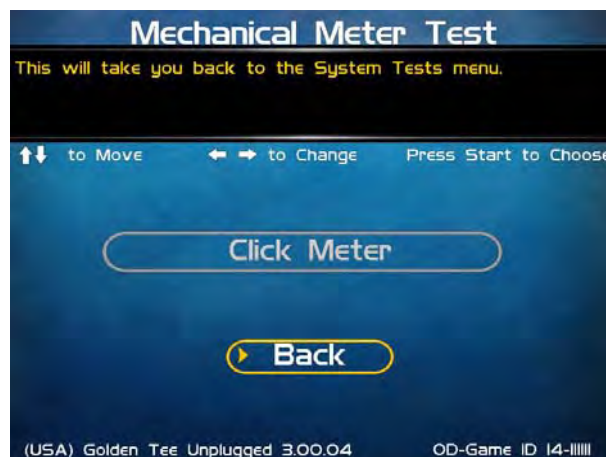 Mechanical Meter Test
This will take you back to the System Tests menu.
to Move to Change Press Start to Choose
Click Meter
Back
(USA) Golden Tee Unplugged 3.00.04 OD-Game ID 14-111111